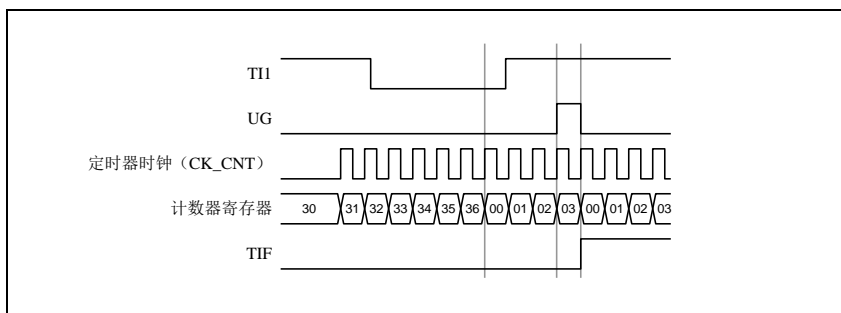 TI1
UG
定时器时钟（CK_CNT）
计数器寄存器 30 31 32 33 34 35 36 00 01 02 03 00 01 02 03
TIF